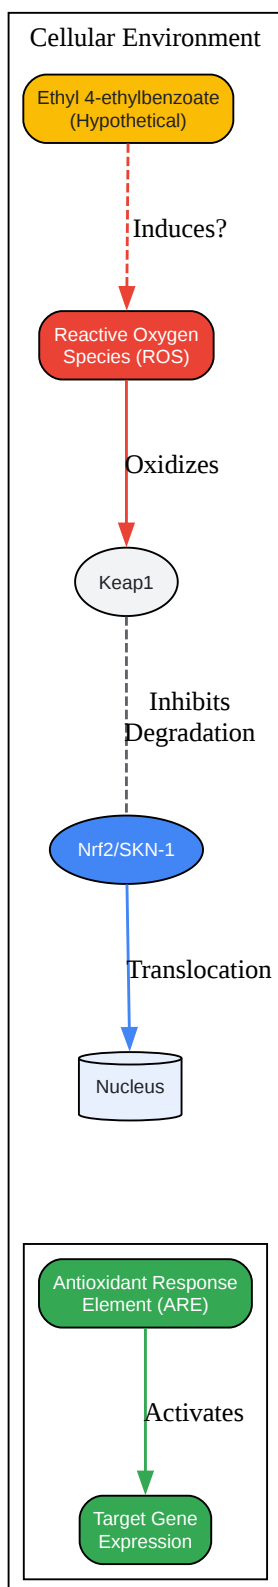 Cellular Environment
Ethyl 4-ethylbenzoate
(Hypothetical)
Induces?
Reactive Oxygen
Species (ROS)
Oxidizes
Keap1
Inhibits
Degradation
Nrf2/SKN-1
Translocation
Nucleus
Antioxidant Response
Element (ARE)
Activates
Target Gene
Expression